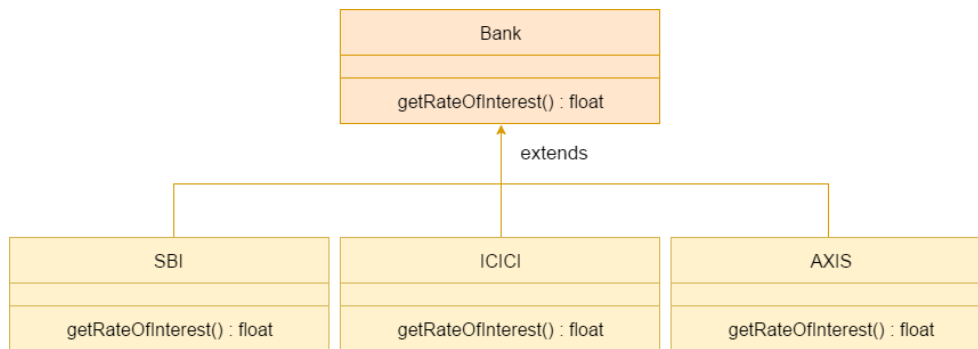 Bank
getRateOfInterest() : float
extends
SBI
ICICI
AXIS
getRateOfInterest() : float
getRateOfInterest() : float
getRateOfInterest() : float